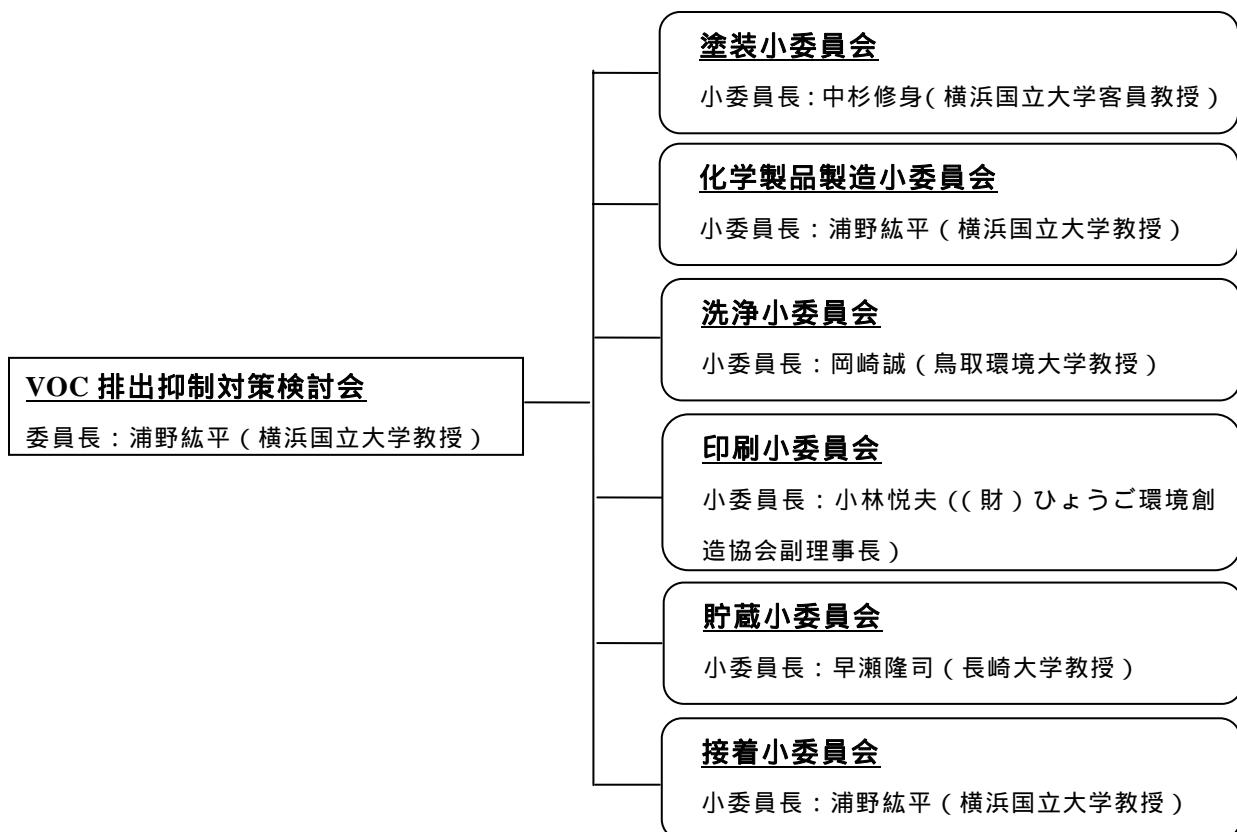 塗装小委員会
小委員長:中杉修身(横浜国立大学客員教授)
化学製品製造小委員会
小委員長:浦野紘平(横浜国立大学教授)
洗浄小委員会
小委員長:岡崎誠(鳥取環境大学教授)
VOC 排出抑制対策検討会
委員長:浦野紘平(横浜国立大学教授)
印刷小委員会
小委員長:小林悦夫((財)ひょうご環境創
造協会副理事長)
貯蔵小委員会
小委員長:早瀬隆司(長崎大学教授)
接着小委員会
小委員長:浦野紘平(横浜国立大学教授)